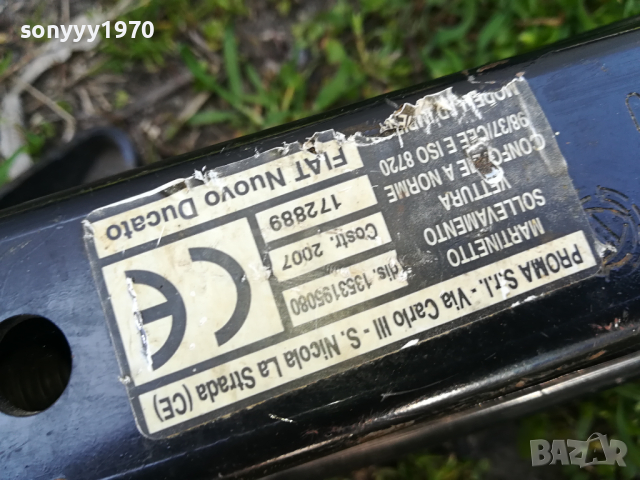 sonyyy1970
PROMA S.r.l. - Via Carlo III - S. Nicola La Strada (CE)
MARTINETTO
SOLLEVAMENTO
VETTURA
CONFORME A NORME
98/37/CEE E ISO 8720
dis. 1353195080
Costr. 2007
172889
CE
FIAT Nuovo Ducato
BAZAR